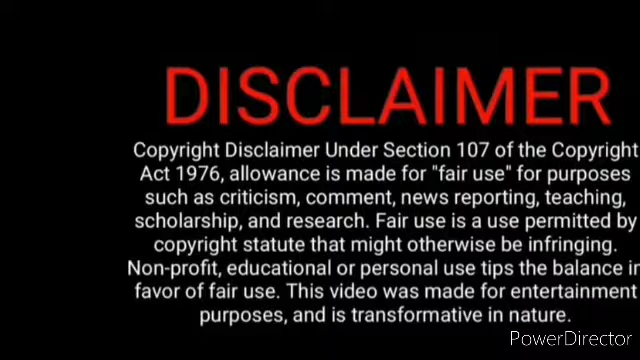 DISCLAIMER
Copyright Disclaimer Under Section 107 of the Copyright
Act 1976, allowance is made for "fair use" for purposes
such as criticism, comment, news reporting, teaching,
scholarship, and research. Fair use is a use permitted by
copyright statute that might otherwise be infringing.
Non-profit, educational or personal use tips the balance in
favor of fair use. This video was made for entertainment
purposes, and is transformative in nature.
PowerDirector